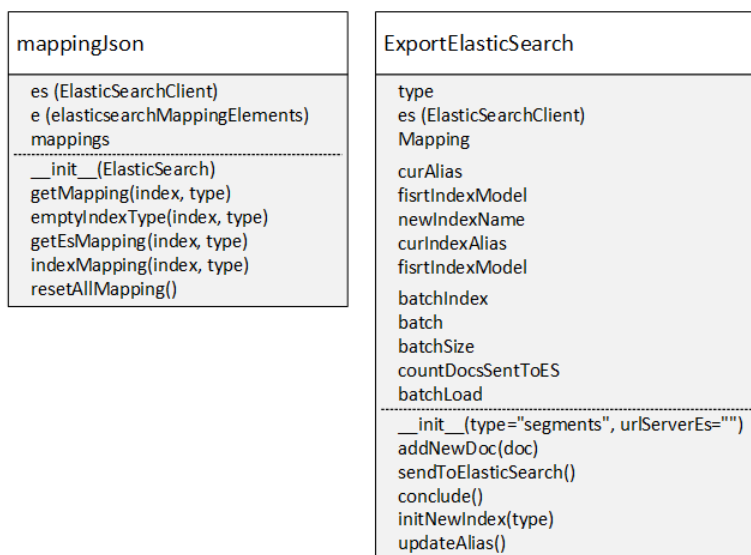 mappingJson
es (ElasticSearchClient)
e (elasticsearchMappingElements)
mappings
__init__(ElasticSearch)
getMapping(index, type)
emptyIndexType(index, type)
getEsMapping(index, type)
indexMapping(index, type)
resetAllMapping()
ExportElasticSearch
type
es (ElasticSearchClient)
Mapping
curAlias
fisrtIndexModel
newIndexName
curIndexAlias
fisrtIndexModel
batchIndex
batch
batchSize
countDocsSentToES
batchLoad
__init__(type="segments", urlServerEs="")
addNewDoc(doc)
sendToElasticSearch()
conclude()
initNewIndex(type)
updateAlias()